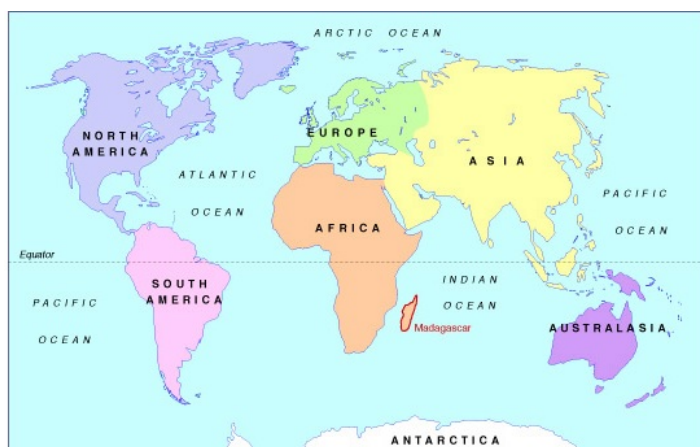 ARCTIC OCEAN
NORTH
AMERICA
EUROPE
ASIA
ATLANTIC
OCEAN
PACIFIC
OCEAN
AFRICA
Equator
SOUTH
AMERICA
INDIAN
OCEAN
PACIFIC
OCEAN
Madagascar
AUSTRALASIA
ANTARCTICA